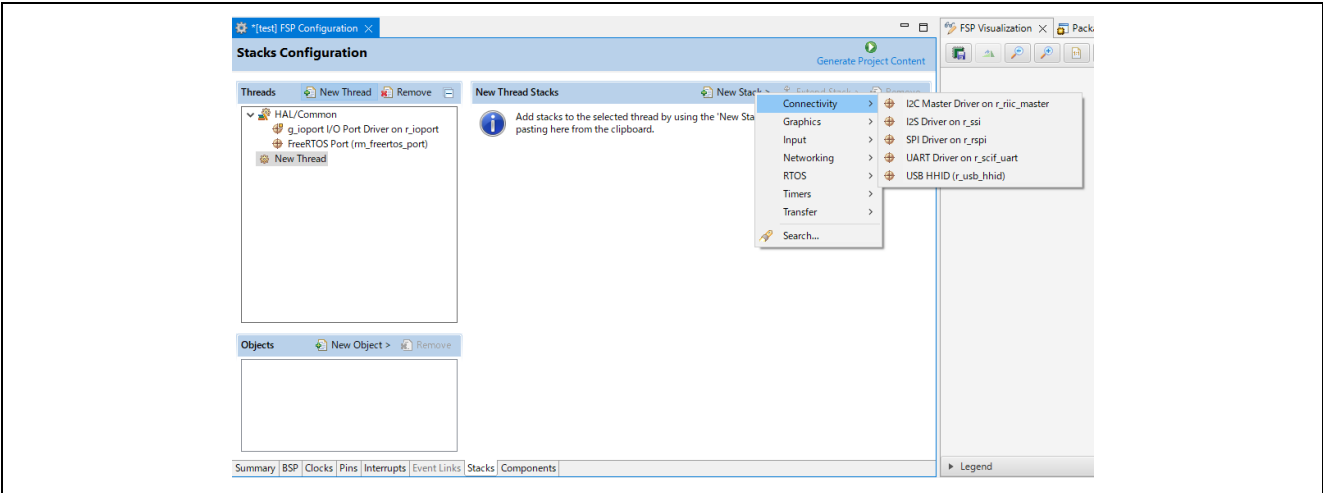 *[test] FSP Configuration
Stacks Configuration
Generate Project Content
Threads
New Thread
Remove
HAL/Common
g_ioport I/O Port Driver on r_ioport
FreeRTOS Port (rm_freertos_port)
New Thread
New Thread Stacks
New Stack >
Extend Stack >
Remove
Add stacks to the selected thread by using the 'New Sta
pasting here from the clipboard.
Connectivity
Graphics
Input
Networking
RTOS
Timers
Transfer
Search...
I2C Master Driver on r_riic_master
I2S Driver on r_ssi
SPI Driver on r_rspi
UART Driver on r_scif_uart
USB HHID (r_usb_hhid)
Objects
New Object >
Remove
Summary BSP Clocks Pins Interrupts Event Links Stacks Components
FSP Visualization
Pack
Legend